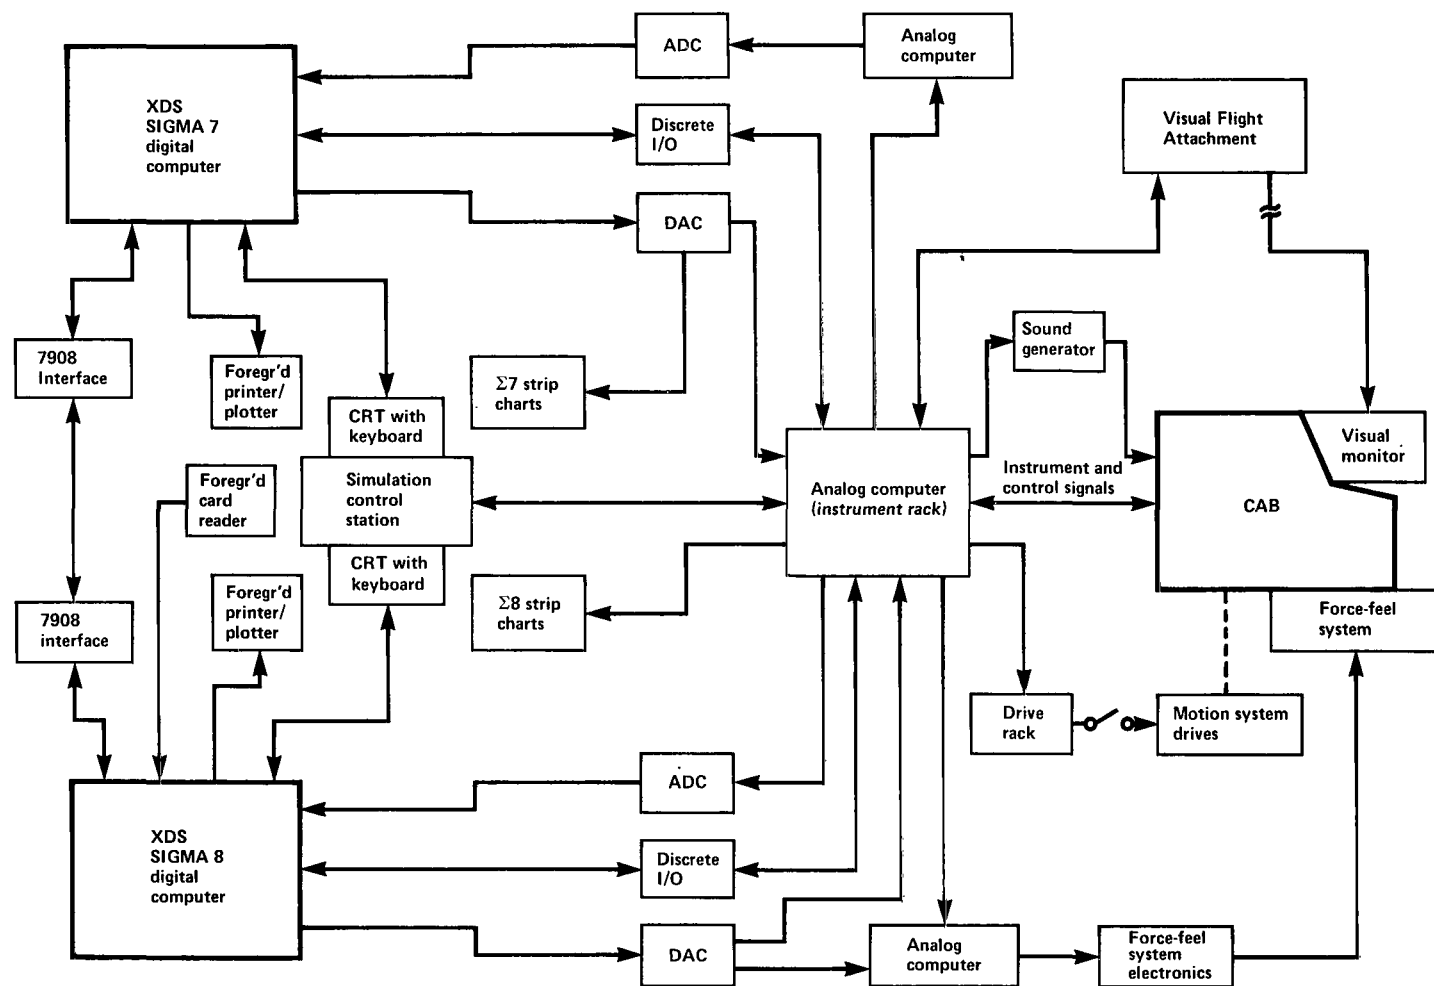 ADC
Analog
computer
XDS
SIGMA 7
digital
computer
Discrete
I/O
Visual Flight
Attachment
DAC
7908
Interface
Foregr'd
printer/
plotter
Σ7 strip
charts
Sound
generator
CRT with
keyboard
Visual
monitor
Foregr'd
card
reader
Simulation
control
station
Analog computer
(instrument rack)
Instrument and
control signals
CAB
CRT with
keyboard
Foregr'd
printer/
plotter
Σ8 strip
charts
7908
interface
Force-feel
system
Drive
rack
Motion system
drives
ADC
XDS
SIGMA 8
digital
computer
Discrete
I/O
DAC
Analog
computer
Force-feel
system
electronics